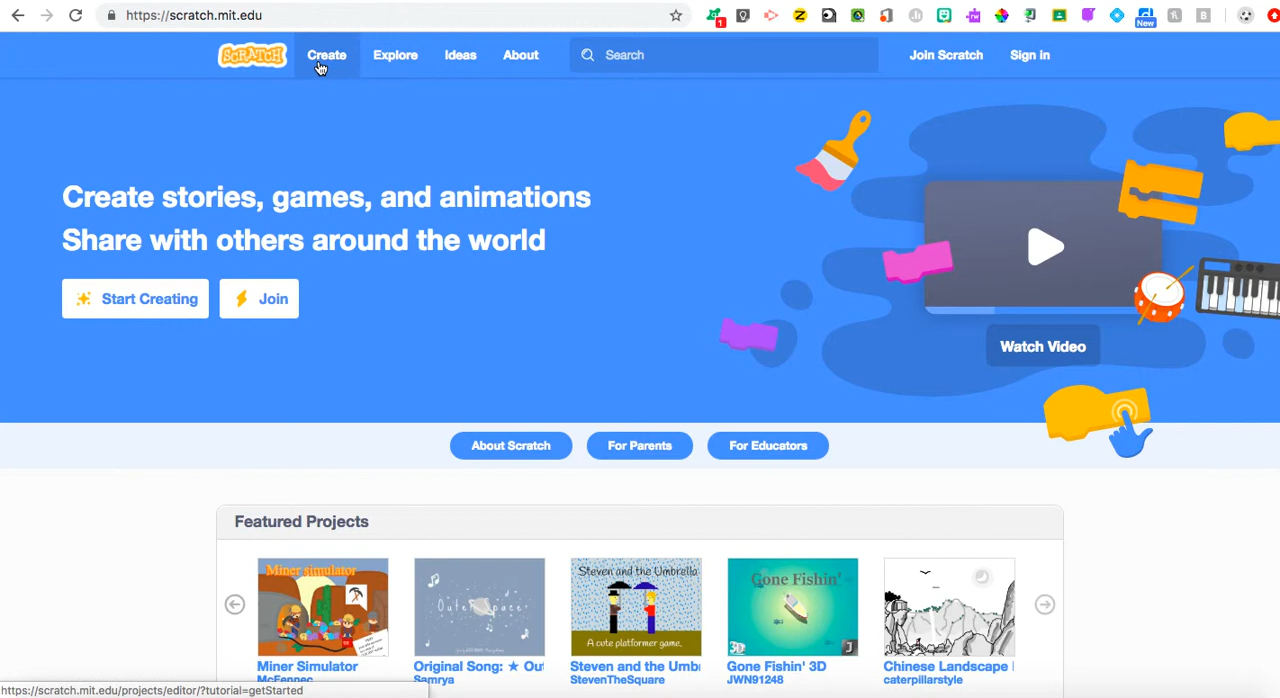 https://scratch.mit.edu
1
New
SCRATCH
Create
Explore
Ideas
About
Search
Join Scratch
Sign in
Create stories, games, and animations
Share with others around the world
Start Creating
Join
Watch Video
About Scratch
For Parents
For Educators
Featured Projects
Miner simulator
Outer Space
Steven and the Umbrella
A cute platformer game.
Gone Fishin'
3D
J
Miner Simulator
Original Song: ★ Out
Steven and the Umb
Gone Fishin' 3D
Chinese Landscape
McFennec
Samrya
StevenTheSquare
JWN91248
caterpillarstyle
https://scratch.mit.edu/projects/editor/?tutorial=getStarted